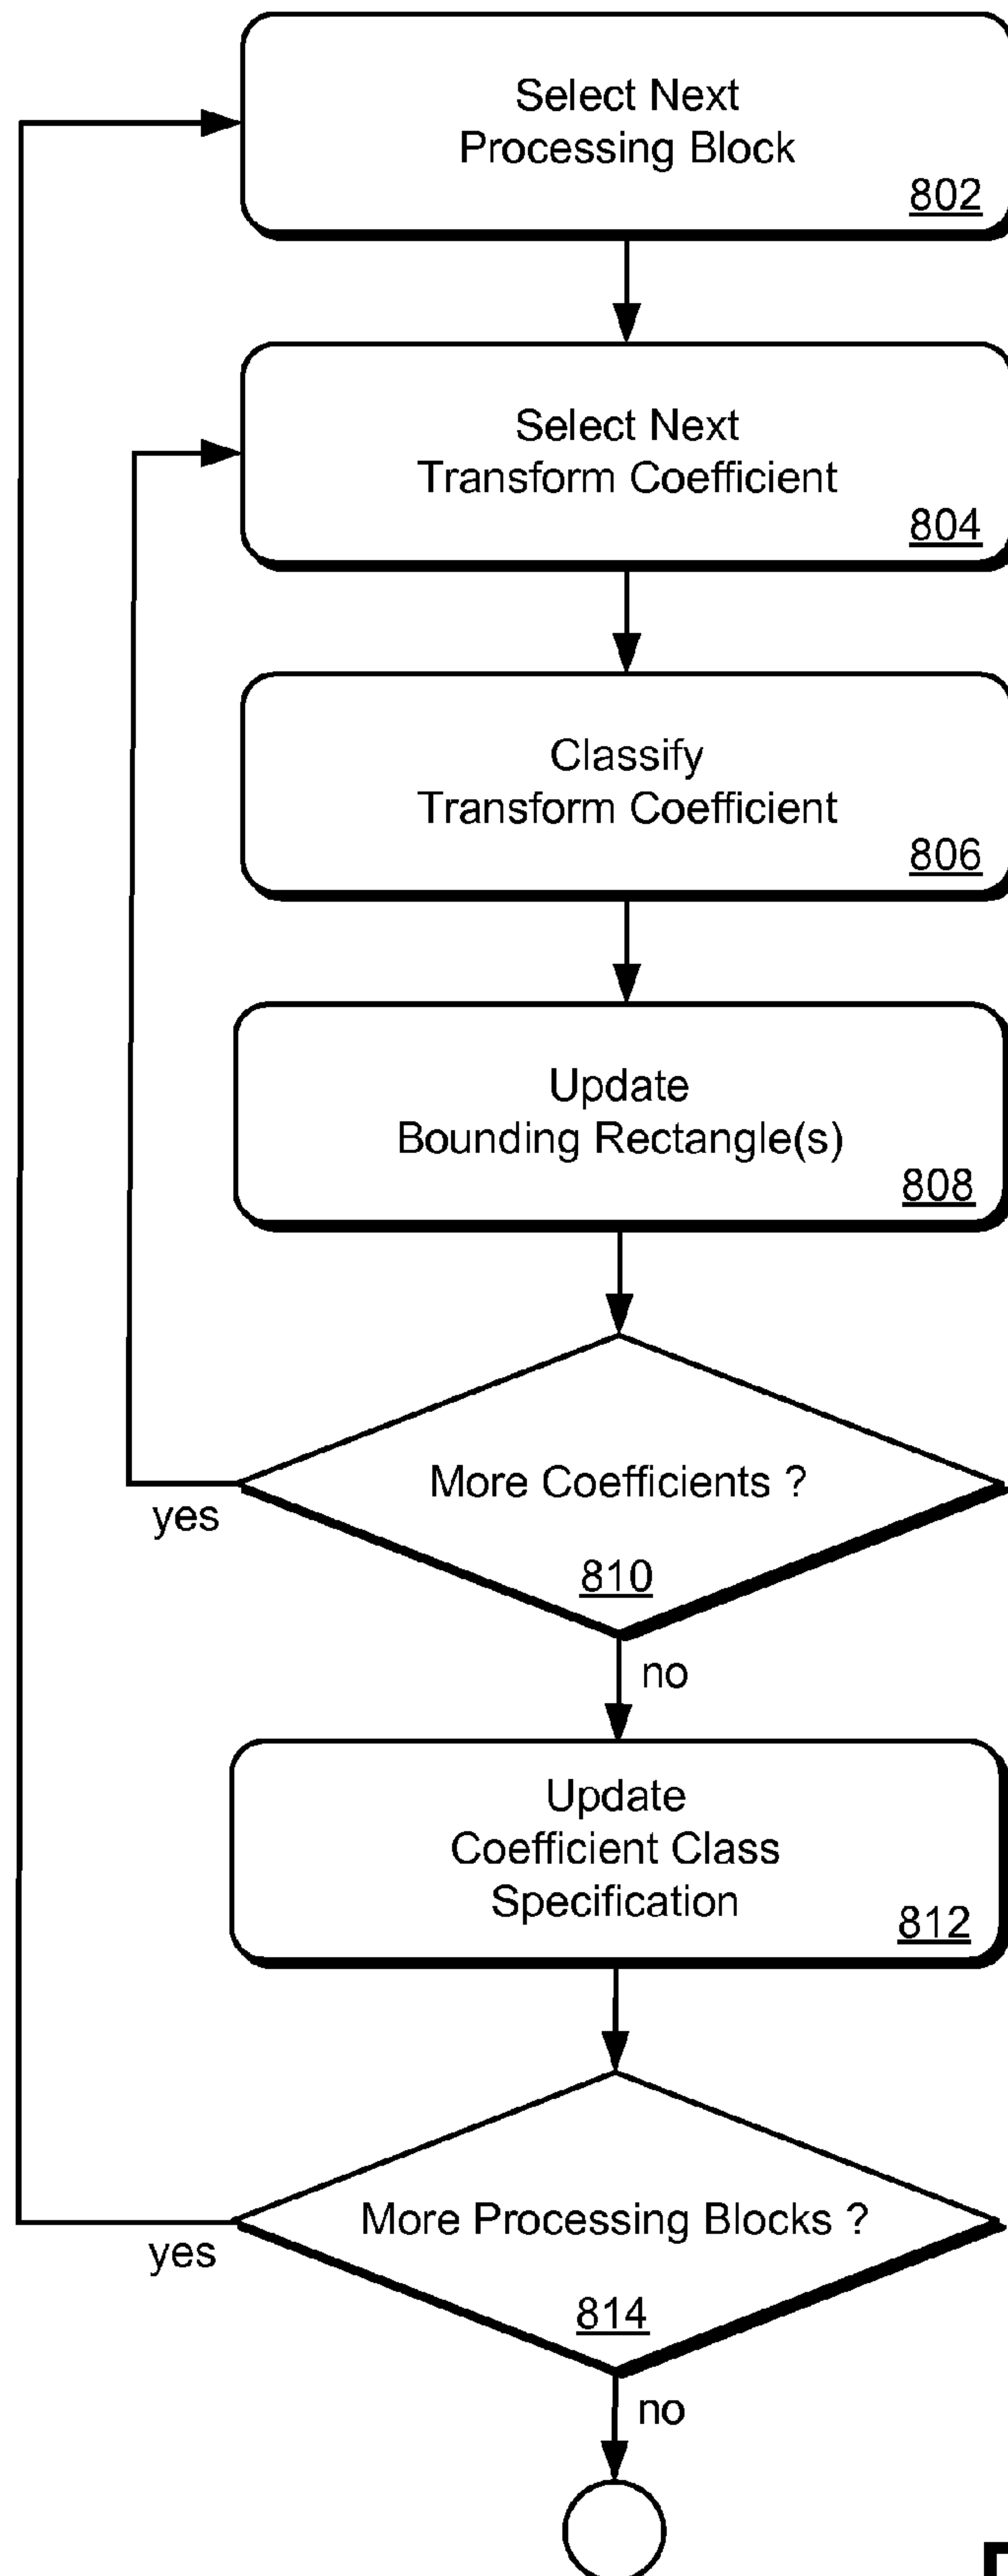 Select Next
Processing Block
802
Select Next
Transform Coefficient
804
Classify
Transform Coefficient
806
Update
Bounding Rectangle(s)
808
More Coefficients ?
yes
810
no
Update
Coefficient Class
Specification
812
More Processing Blocks ?
yes
814
no